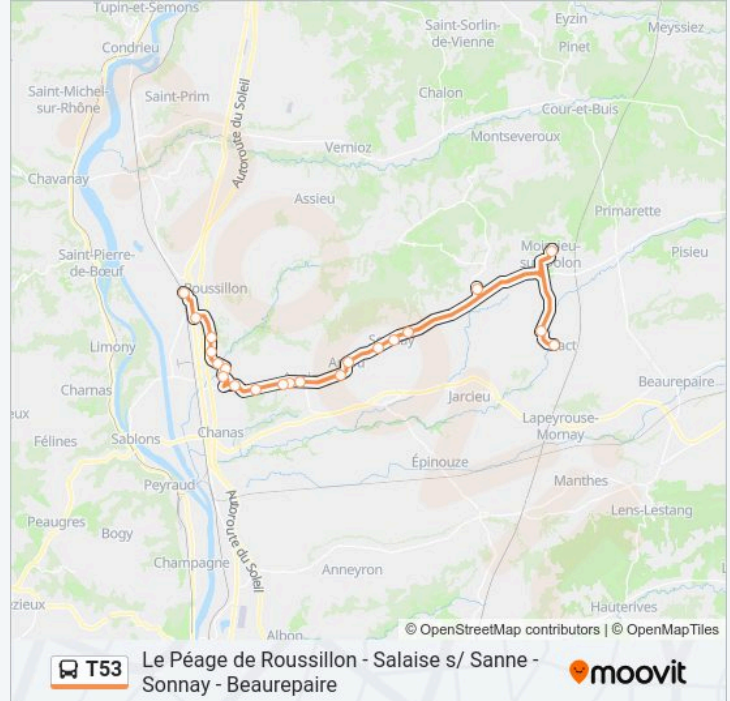 Tupin-et-Semons
Condrieu
Saint-Sorlin-
de-Vienne
Eyzin
Pinet
Meyssiez
Saint-Michel-
sur-Rhône
Saint-Prim
Autoroute du Soleil
Chalon
Cour-et-Buis
Montseveroux
Vernioz
Chavanay
Assieu
Primarette
Saint-Pierre-
de-Bœuf
Pisieu
Roussillon
Limony
Beaurepaire
Charnas
eux
Jarcieu
Lapeyrouse-
Mornay
Félines
Sablons
Chanas
Épinouze
Manthes
Peyraud
Lens-Lestang
Peaugres
Bogy
Autoroute du Soleil
Champagne
Anneyron
ézieux
Hauterives
Albon
© OpenStreetMap contributors | © OpenMapTiles
T53
Le Péage de Roussillon - Salaise s/ Sanne -
Sonnay - Beaurepaire
moovit